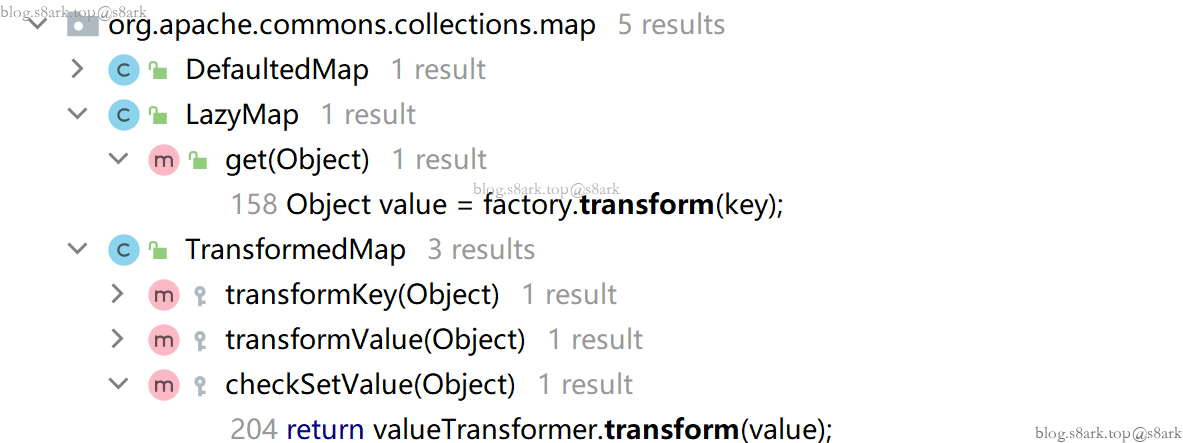 blog.s8ark.top@s8ark
org.apache.commons.collections.map 5 results
DefaultedMap 1 result
LazyMap 1 result
get(Object) 1 result
blog.s8ark.top@s8ark
158 Object value = factory.transform(key);
TransformedMap 3 results
transformKey(Object) 1 result
transformValue(Object) 1 result
checkSetValue(Object) 1 result
204 return valueTransformer.transform(value);
blog.s8ark.top@s8ark